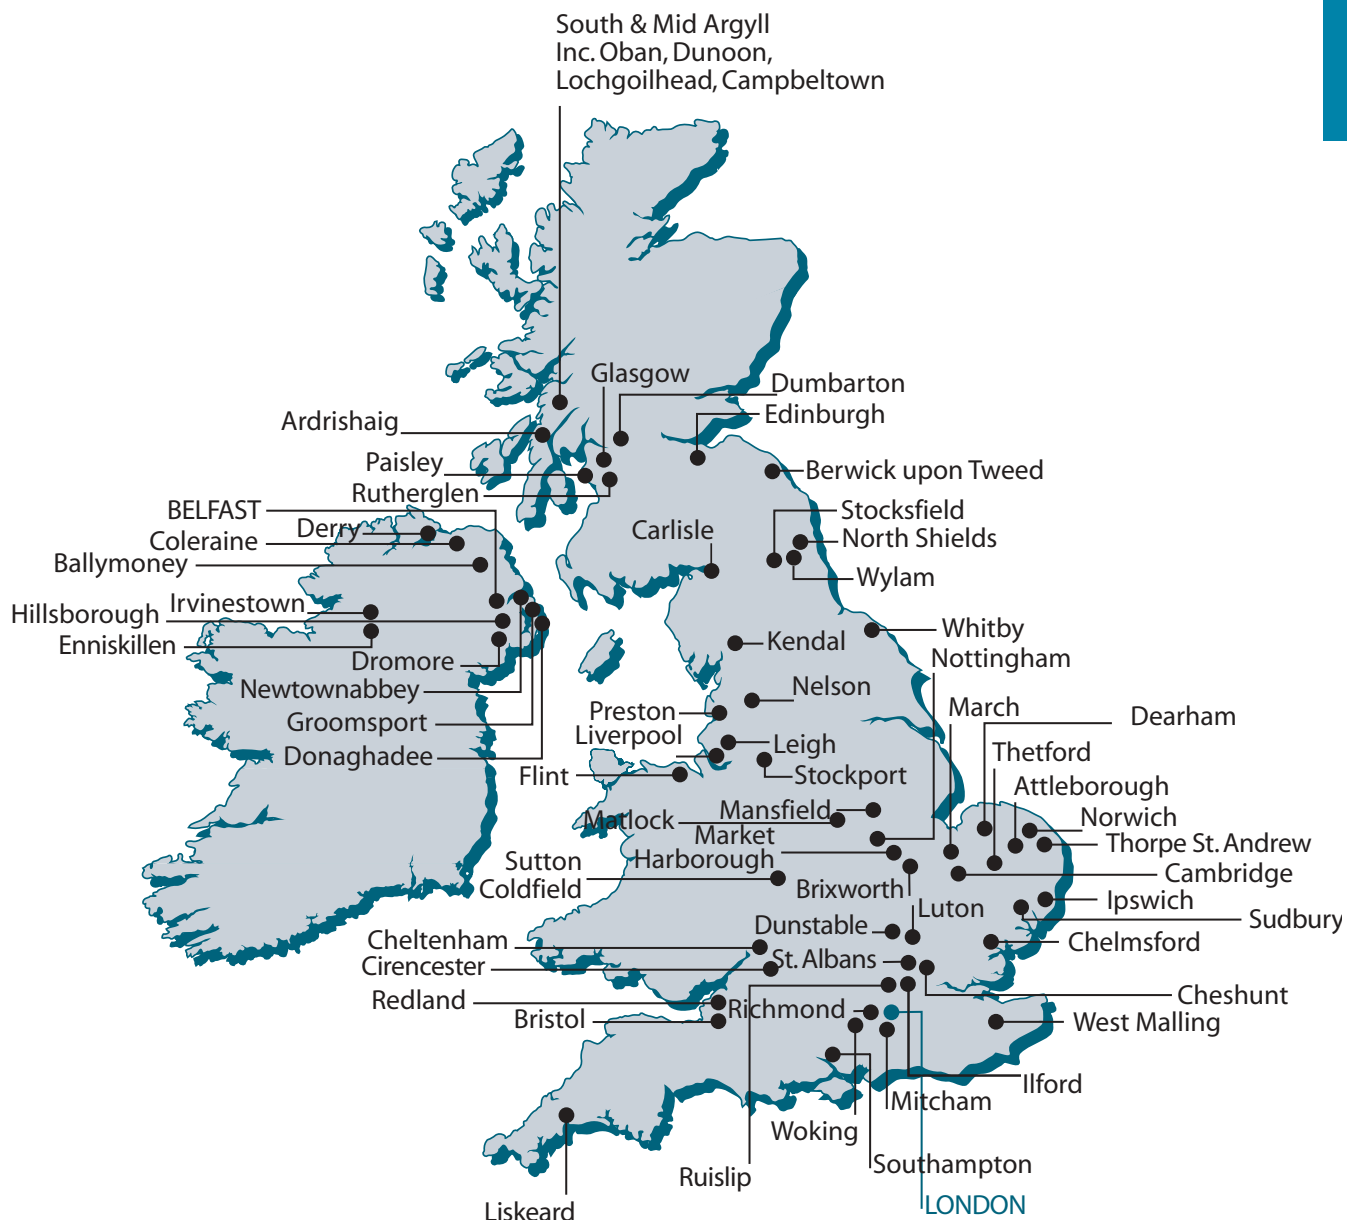 South & Mid Argyll
Inc. Oban, Dunoon,
Lochgoilhead, Campbeltown
Glasgow
Dumbarton
Ardrishaig
Edinburgh
Paisley
Berwick upon Tweed
Rutherglen
BELFAST
Stocksfield
Derry
Carlisle
North Shields
Coleraine
Ballymoney
Wylam
Irvinestown
Hillsborough
Whitby
Enniskillen
Kendal
Dromore
Nottingham
Newtownabbey
Nelson
Preston
March
Dearham
Groomsport
Liverpool
Leigh
Thetford
Donaghadee
Flint
Stockport
Attleborough
Mansfield
Matlock
Norwich
Market
Harborough
Thorpe St. Andrew
Sutton
Coldfield
Cambridge
Brixworth
Ipswich
Luton
Sudbury
Dunstable
Cheltenham
Chelmsford
St. Albans
Cirencester
Cheshunt
Redland
Richmond
Bristol
West Malling
Ilford
Mitcham
Woking
Southampton
Ruislip
LONDON
Liskeard